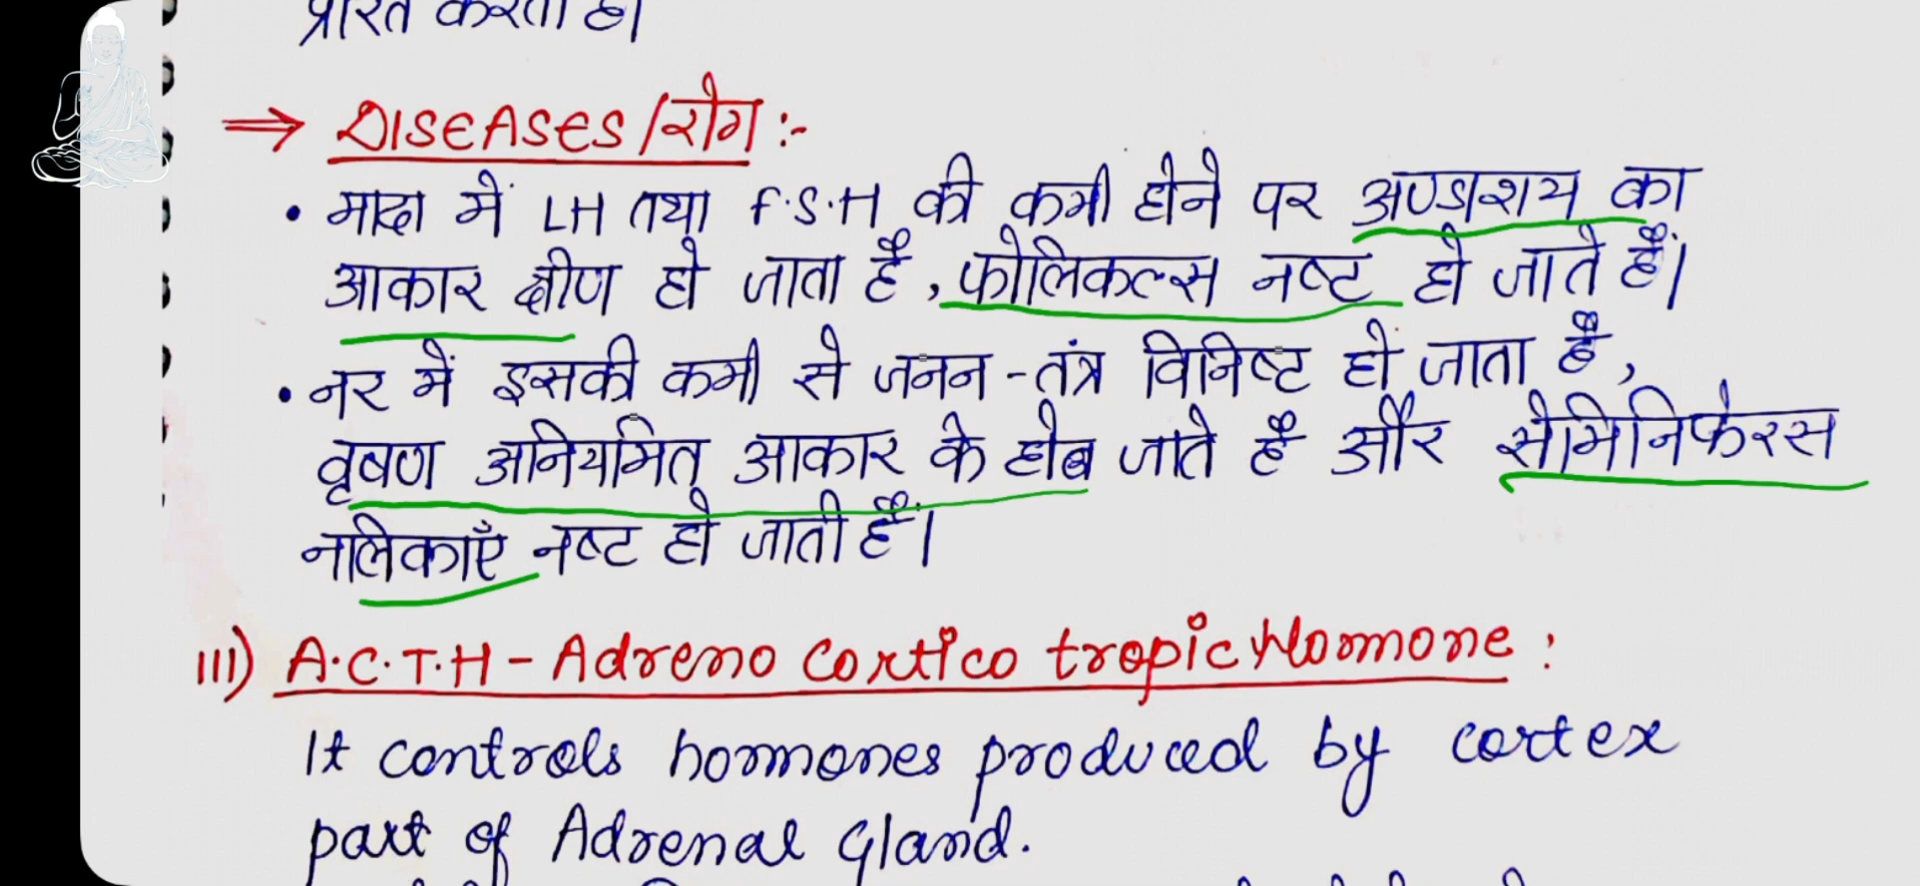 प्रेरित करता है।
⇒ DISEASES/रोग :-
• मादा में LH तथा F.S.H की कमी होने पर अण्डाशय का
आकार क्षीण हो जाता है, फोलिकल्स नष्ट हो जाते हैं।
• नर में इसकी कमी से जनन-तंत्र विनिष्ट हो जाता है,
वृषण अनियमित आकार के हो जाते है और सेमिनिफेरस
नालिकाएँ नष्ट हो जाती हैं।
III) A.C.T.H - Adreno Cortico tropic Hormone :
It controls hormones produced by cortex
part of Adrenal Gland.